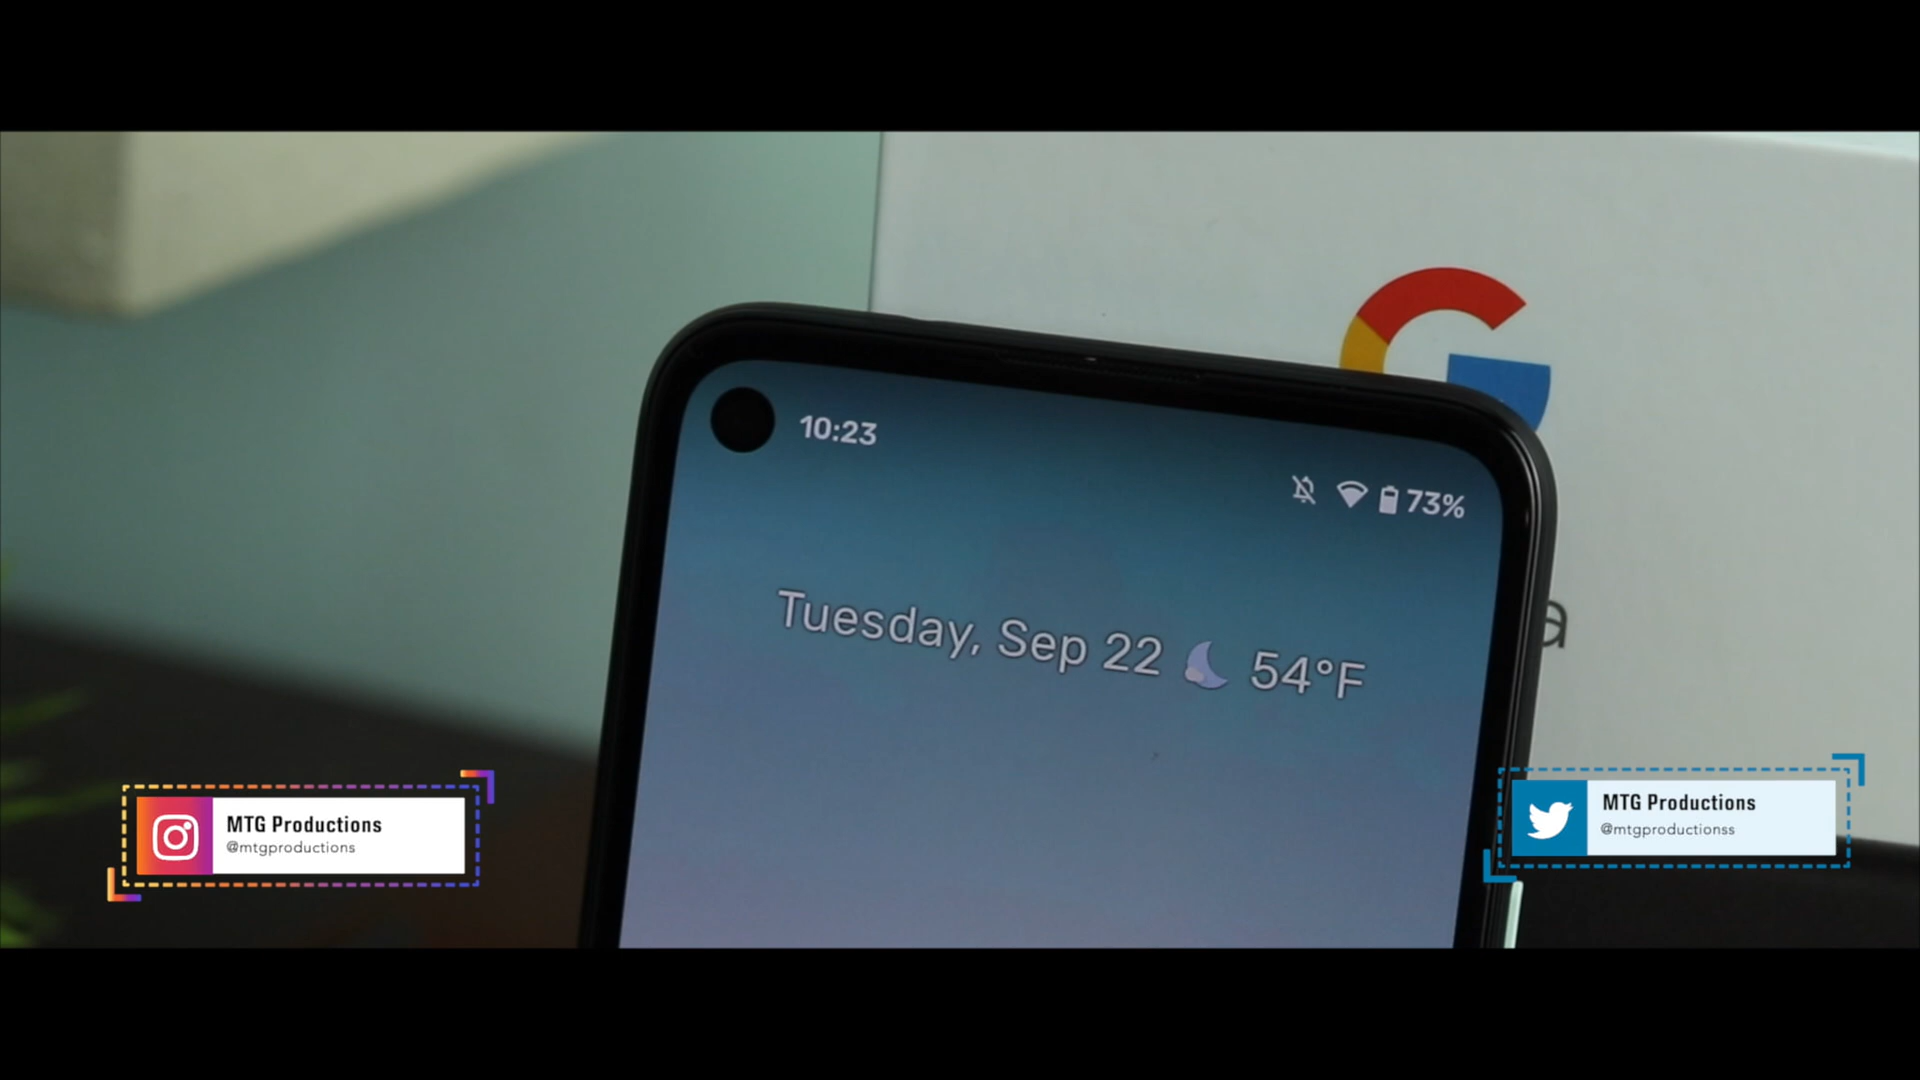 10:23
73%
Tuesday, Sep 22 54°F
a
MTG Productions
@mtgproductions
MTG Productions
@mtgproductionss